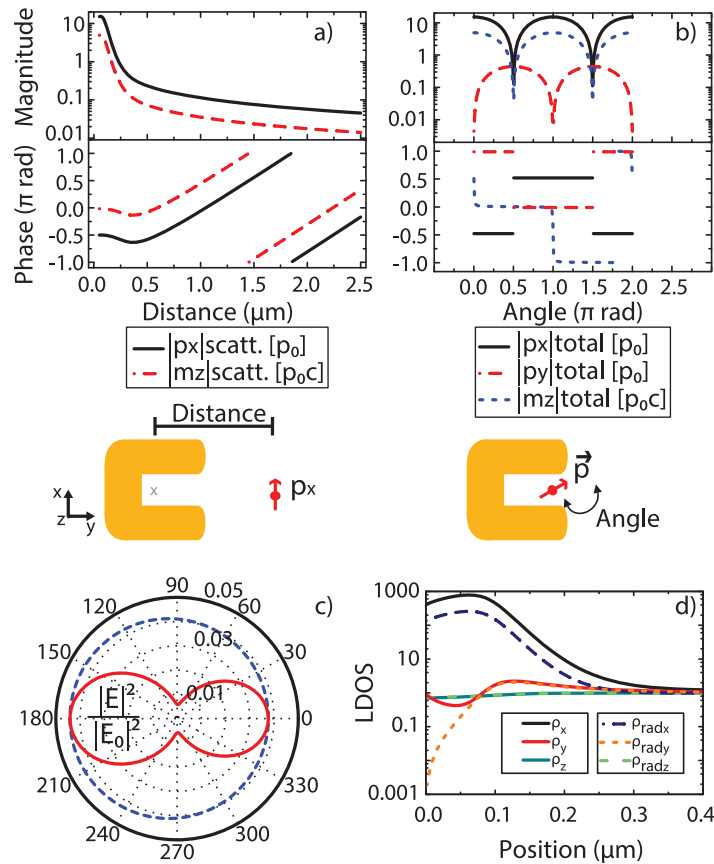 a)
Magnitude
10
1
0.1
0.01
Phase (π rad)
1.0
0.5
0.0
-0.5
-1.0
0.0 0.5 1.0 1.5 2.0 2.5
Distance (μm)
|px|scatt. [p₀]
|mz|scatt. [p₀c]
b)
10
1
0.1
0.01
1.0
0.5
0.0
-0.5
-1.0
0.0 0.5 1.0 1.5 2.0 2.5
Angle (π rad)
|px|total [p₀]
|py|total [p₀]
|mz|total [p₀c]
Distance
x
px
x
z y
p
Angle
c)
90
120 0.05 60
150 0.03 30
0.01
|E|²
|E₀|²
180 0
210 330
240 300
270
d)
LDOS
1000
10
0.1
0.001
ρx ρradx
ρy ρrady
ρz ρradz
0.0 0.1 0.2 0.3 0.4
Position (μm)